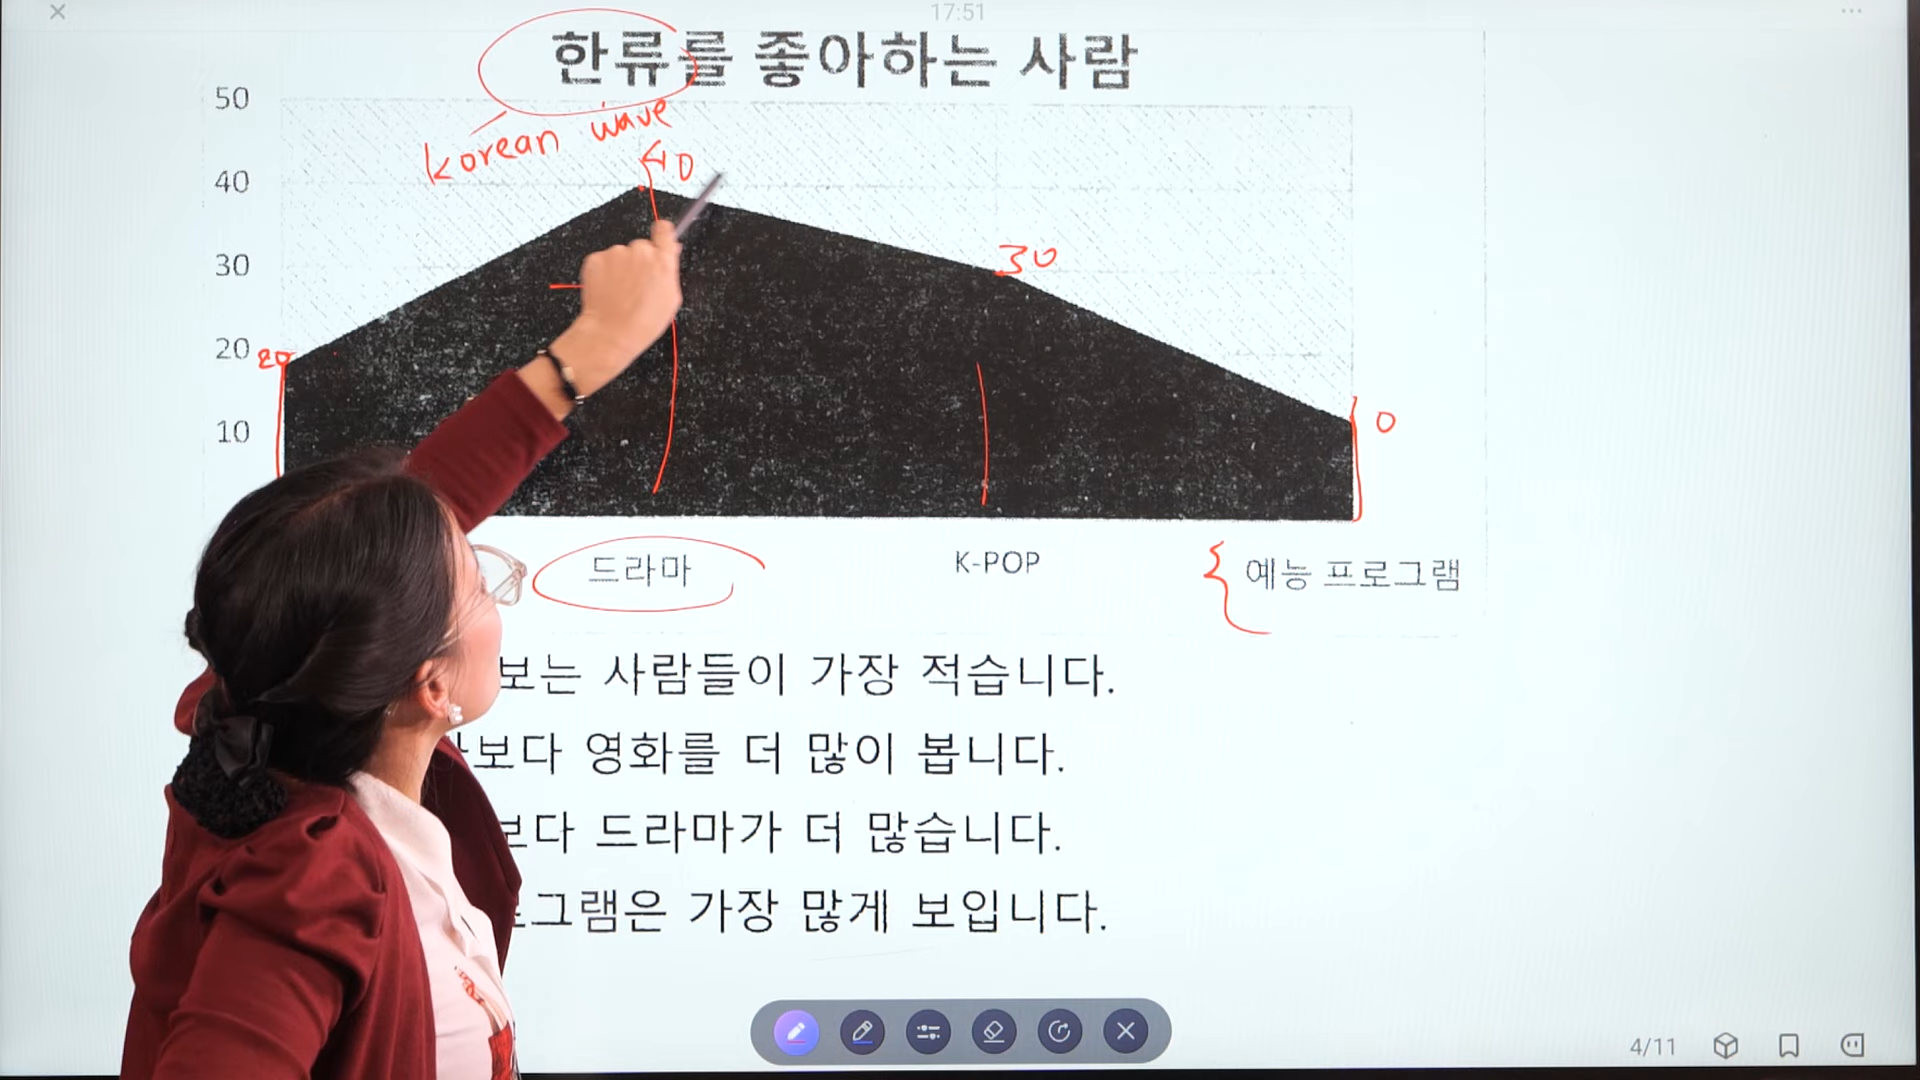 17:51
한류를 좋아하는 사람
50
Korean wave
40
40
30
30
20
20
10
0
드라마
K-POP
예능 프로그램
보는 사람들이 가장 적습니다.
보다 영화를 더 많이 봅니다.
보다 드라마가 더 많습니다.
그램은 가장 많게 보입니다.
4/11